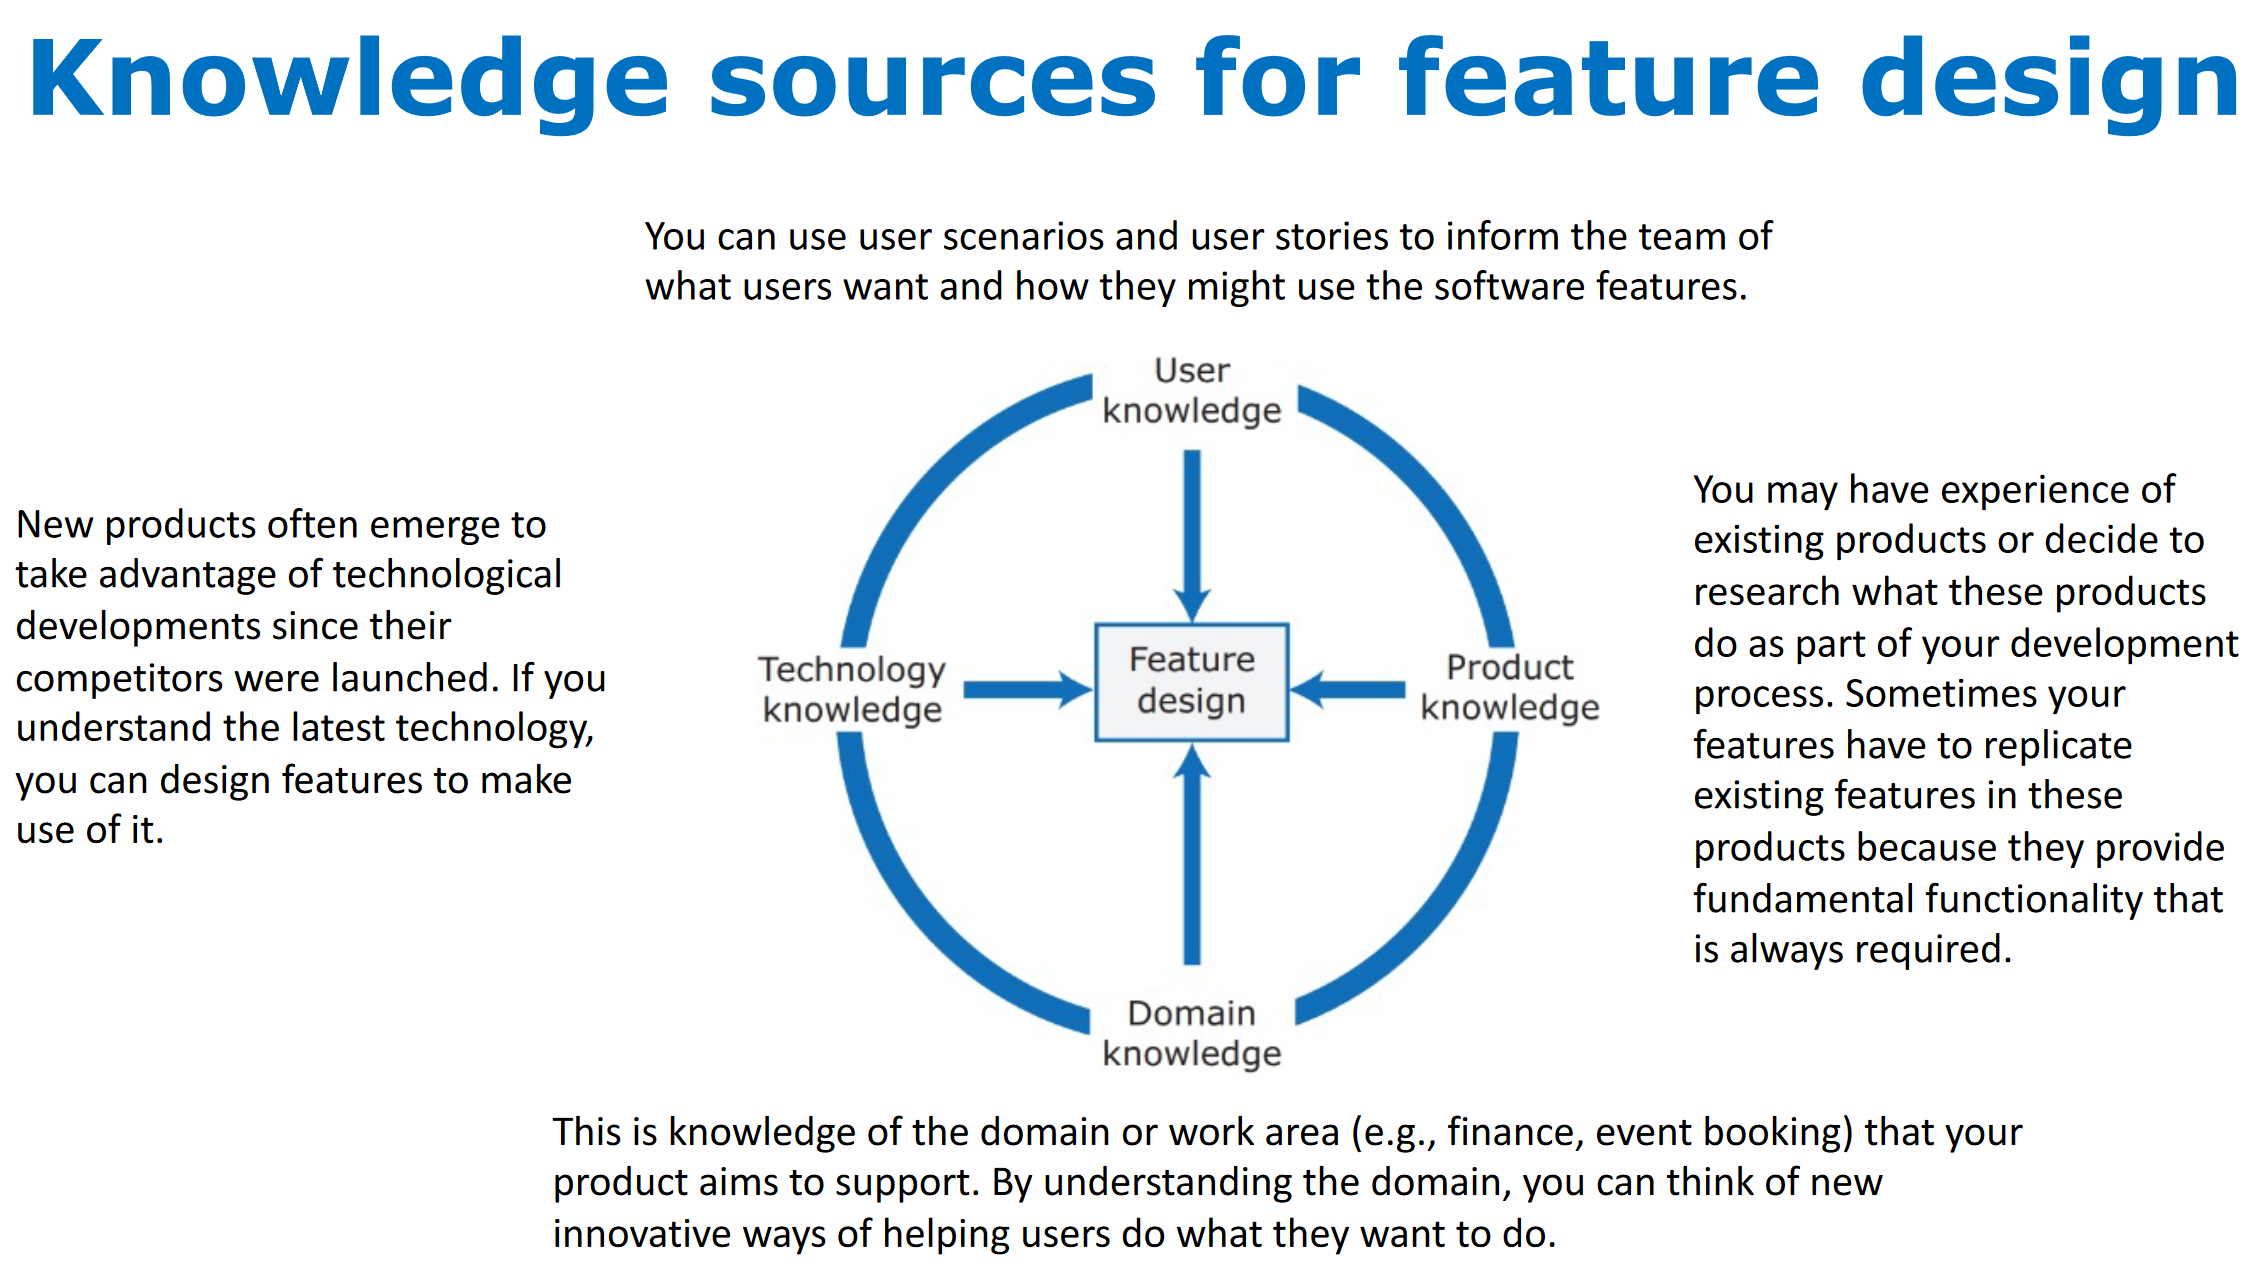 Knowledge sources for feature design
You can use user scenarios and user stories to inform the team of
what users want and how they might use the software features.
New products often emerge to
take advantage of technological
developments since their
competitors were launched. If you
understand the latest technology,
you can design features to make
use of it.
User
knowledge
Technology
knowledge
Feature
design
Product
knowledge
Domain
knowledge
You may have experience of
existing products or decide to
research what these products
do as part of your development
process. Sometimes your
features have to replicate
existing features in these
products because they provide
fundamental functionality that
is always required.
This is knowledge of the domain or work area (e.g., finance, event booking) that your
product aims to support. By understanding the domain, you can think of new
innovative ways of helping users do what they want to do.